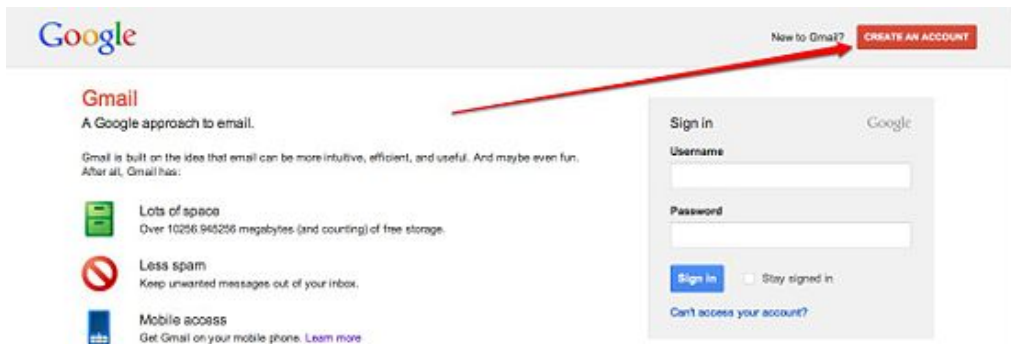 Google
New to Gmail? CREATE AN ACCOUNT
Gmail
A Google approach to email.
Gmail is built on the idea that email can be more intuitive, efficient, and useful. And maybe even fun.
After all, Gmail has:
Lots of space
Over 10256.945256 megabytes (and counting) of free storage.
Less spam
Keep unwanted messages out of your inbox.
Mobile access
Get Gmail on your mobile phone. Learn more
Sign in Google
Username
Password
Sign in Stay signed in
Can't access your account?